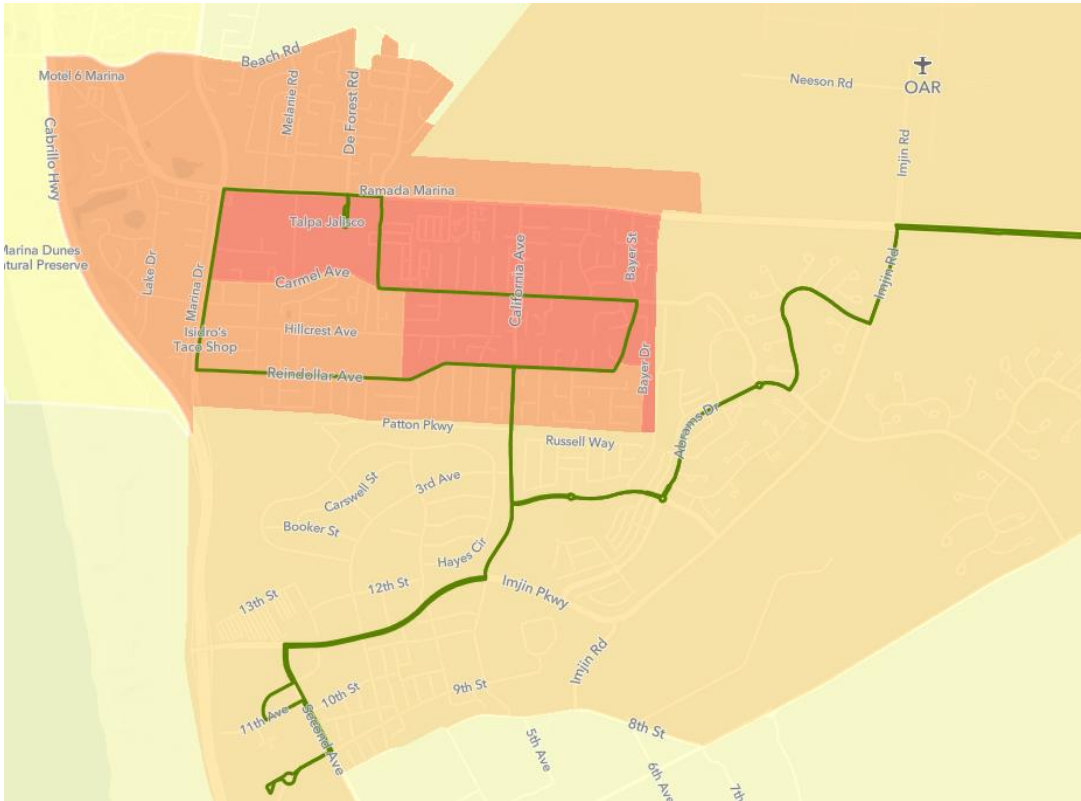 Beach Rd
Motel 6 Marina
Melanie Rd
De Forest Rd
Neeson Rd
OAR
Cabrillo Hwy
Imjin Rd
Ramada Marina
Talpa Jalisco
California Ave
Bayer St
Marina Dunes
atural Preserve
Lake Dr
Marina Dr
Carmel Ave
Imjin Rd
Isidro's
Taco Shop
Hillcrest Ave
Reindollar Ave
Bayer Dr
Patton Pkwy
Russell Way
Abrams Dr
Carswell St
3rd Ave
Booker St
Hayes Cir
12th St
Imjin Pkwy
13th St
Imjin Rd
10th St
9th St
11th Ave
Second Ave
8th St
5th Ave
6th Ave
7th